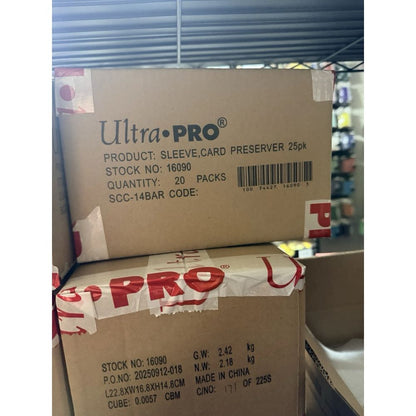 Ultra•PRO®
PRODUCT: SLEEVE,CARD PRESERVER 25pk
STOCK NO: 16090
QUANTITY: 20 PACKS
SCC-14BAR CODE:
PRO®
STOCK NO: 16090
P.O.NO: 20250912-018
L22.8XW16.8XH14.8CM
CUBE: 0.0057 CBM
G.W: 2.42 kg
N.W: 2.18 kg
MADE IN CHINA
C/NO: 171 OF 225S